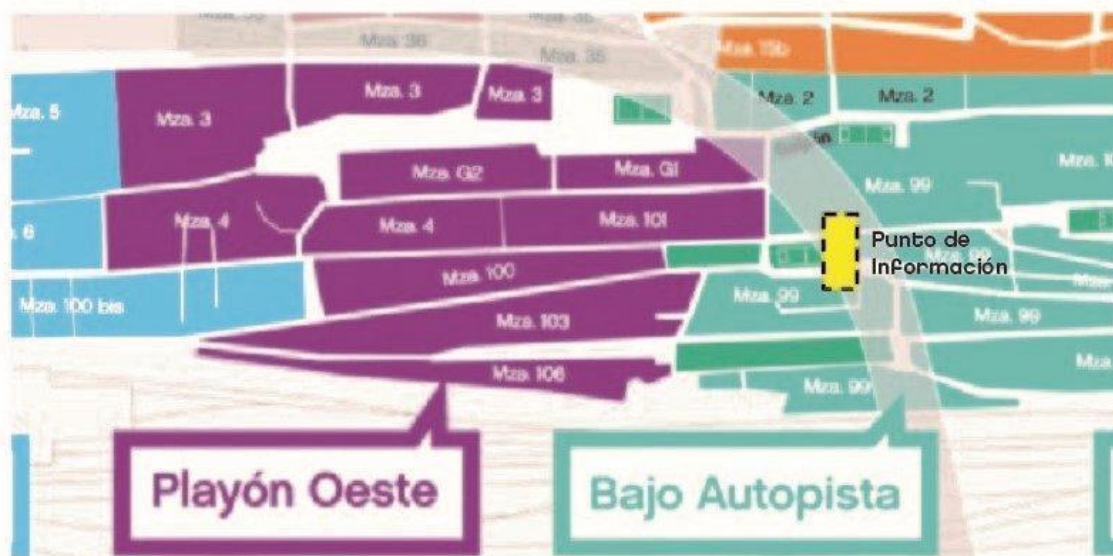 Mza. 36
Mza. 35
Mza. 15b
Mza. 5
Mza. 3
Mza. 3
Mza. 3
Mza. 2
Mza. 2
Mza. G2
Mza. G1
Mza. 99
Mza. 4
Mza. 4
Mza. 101
Punto de
Información
Mza. 100
Mza. 99
Mza. 100 bis
Mza. 103
Mza. 99
Mza. 106
Mza. 99
Mza.
Playón Oeste
Bajo Autopista